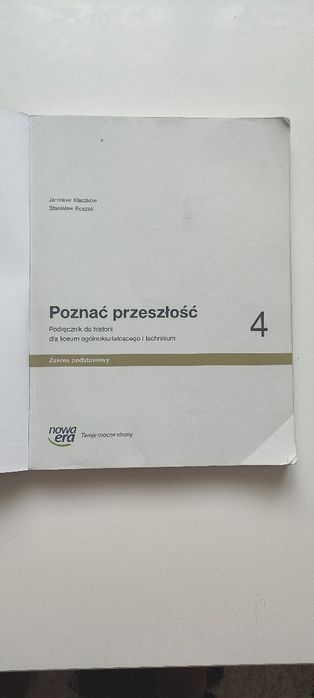 Jarosław Kłaczkow
Stanisław Roszak
Poznać przeszłość
4
Podręcznik do historii
dla liceum ogólnokształcącego i technikum
Zakres podstawowy
nowa
era
Twoje mocne strony